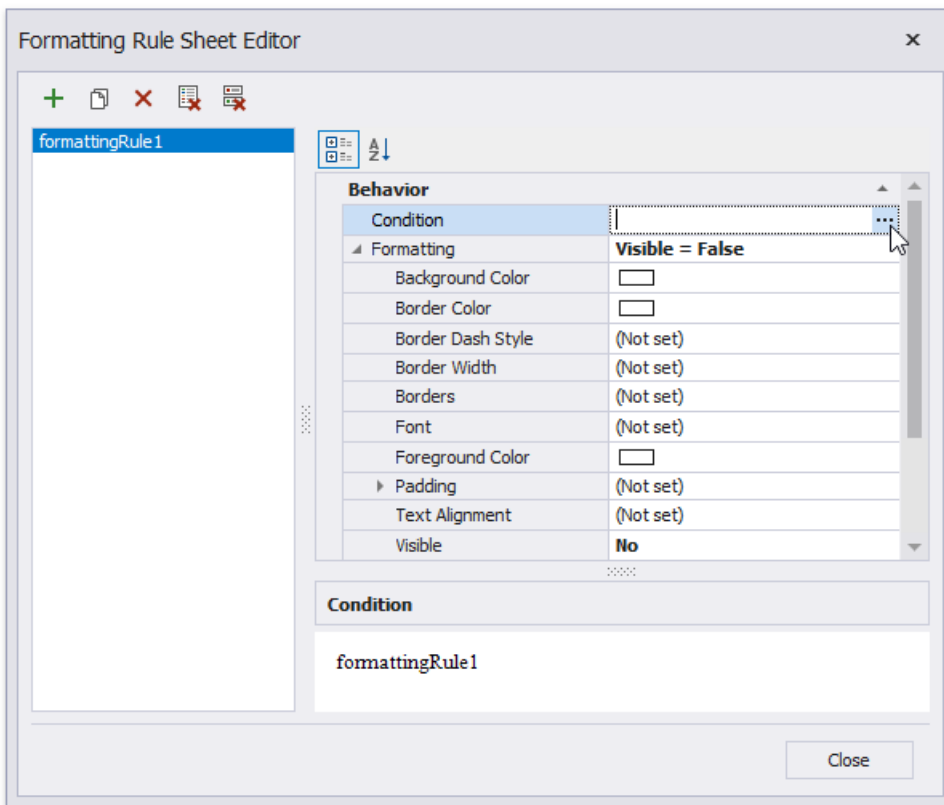 Formatting Rule Sheet Editor
formattingRule1
A
Z
Behavior
Condition
Formatting Visible = False
Background Color
Border Color
Border Dash Style (Not set)
Border Width (Not set)
Borders (Not set)
Font (Not set)
Foreground Color
Padding (Not set)
Text Alignment (Not set)
Visible No
Condition
formattingRule1
Close